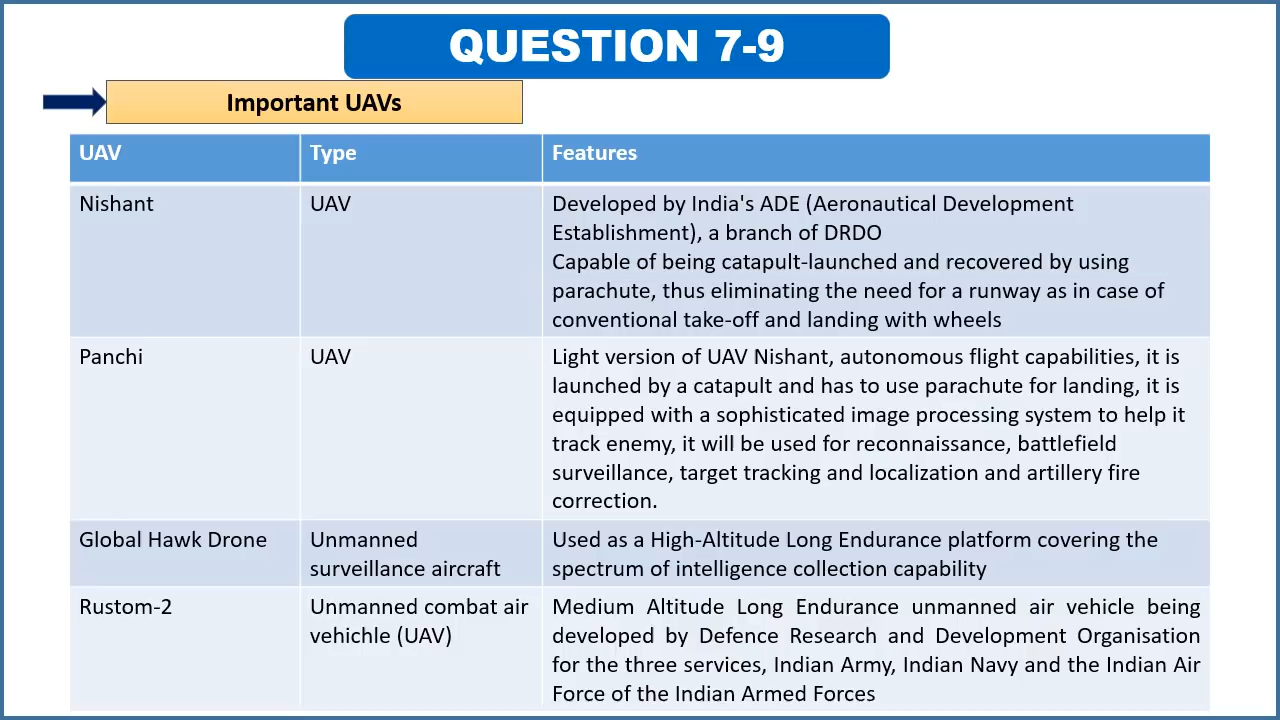 QUESTION 7-9
Important UAVs
UAV Type Features
Nishant UAV Developed by India's ADE (Aeronautical Development
Establishment), a branch of DRDO
Capable of being catapult-launched and recovered by using
parachute, thus eliminating the need for a runway as in case of
conventional take-off and landing with wheels
Panchi UAV Light version of UAV Nishant, autonomous flight capabilities, it is
launched by a catapult and has to use parachute for landing, it is
equipped with a sophisticated image processing system to help it
track enemy, it will be used for reconnaissance, battlefield
surveillance, target tracking and localization and artillery fire
correction.
Global Hawk Drone Unmanned Used as a High-Altitude Long Endurance platform covering the
surveillance aircraft spectrum of intelligence collection capability
Rustom-2 Unmanned combat air Medium Altitude Long Endurance unmanned air vehicle being
vehichle (UAV) developed by Defence Research and Development Organisation
for the three services, Indian Army, Indian Navy and the Indian Air
Force of the Indian Armed Forces